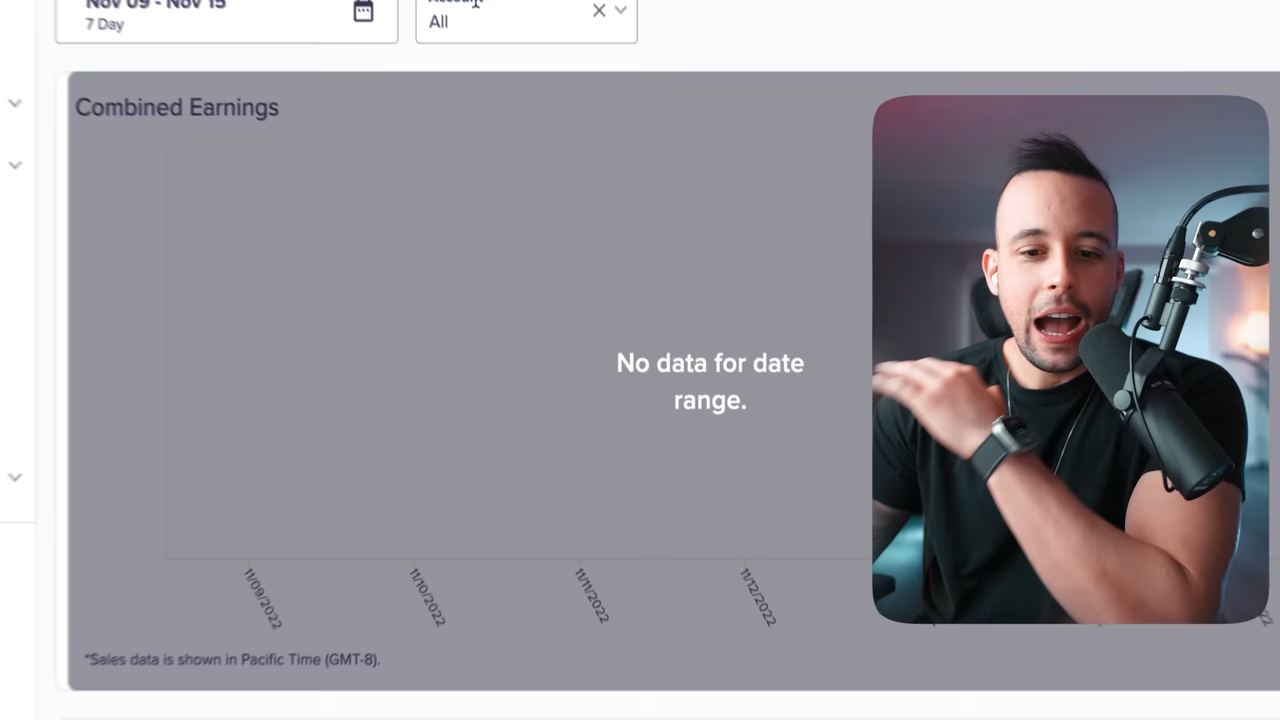 Nov 09 - Nov 15
7 Day
Account
All
Combined Earnings
No data for date
range.
11/09/2022
11/10/2022
11/11/2022
11/12/2022
*Sales data is shown in Pacific Time (GMT-8).